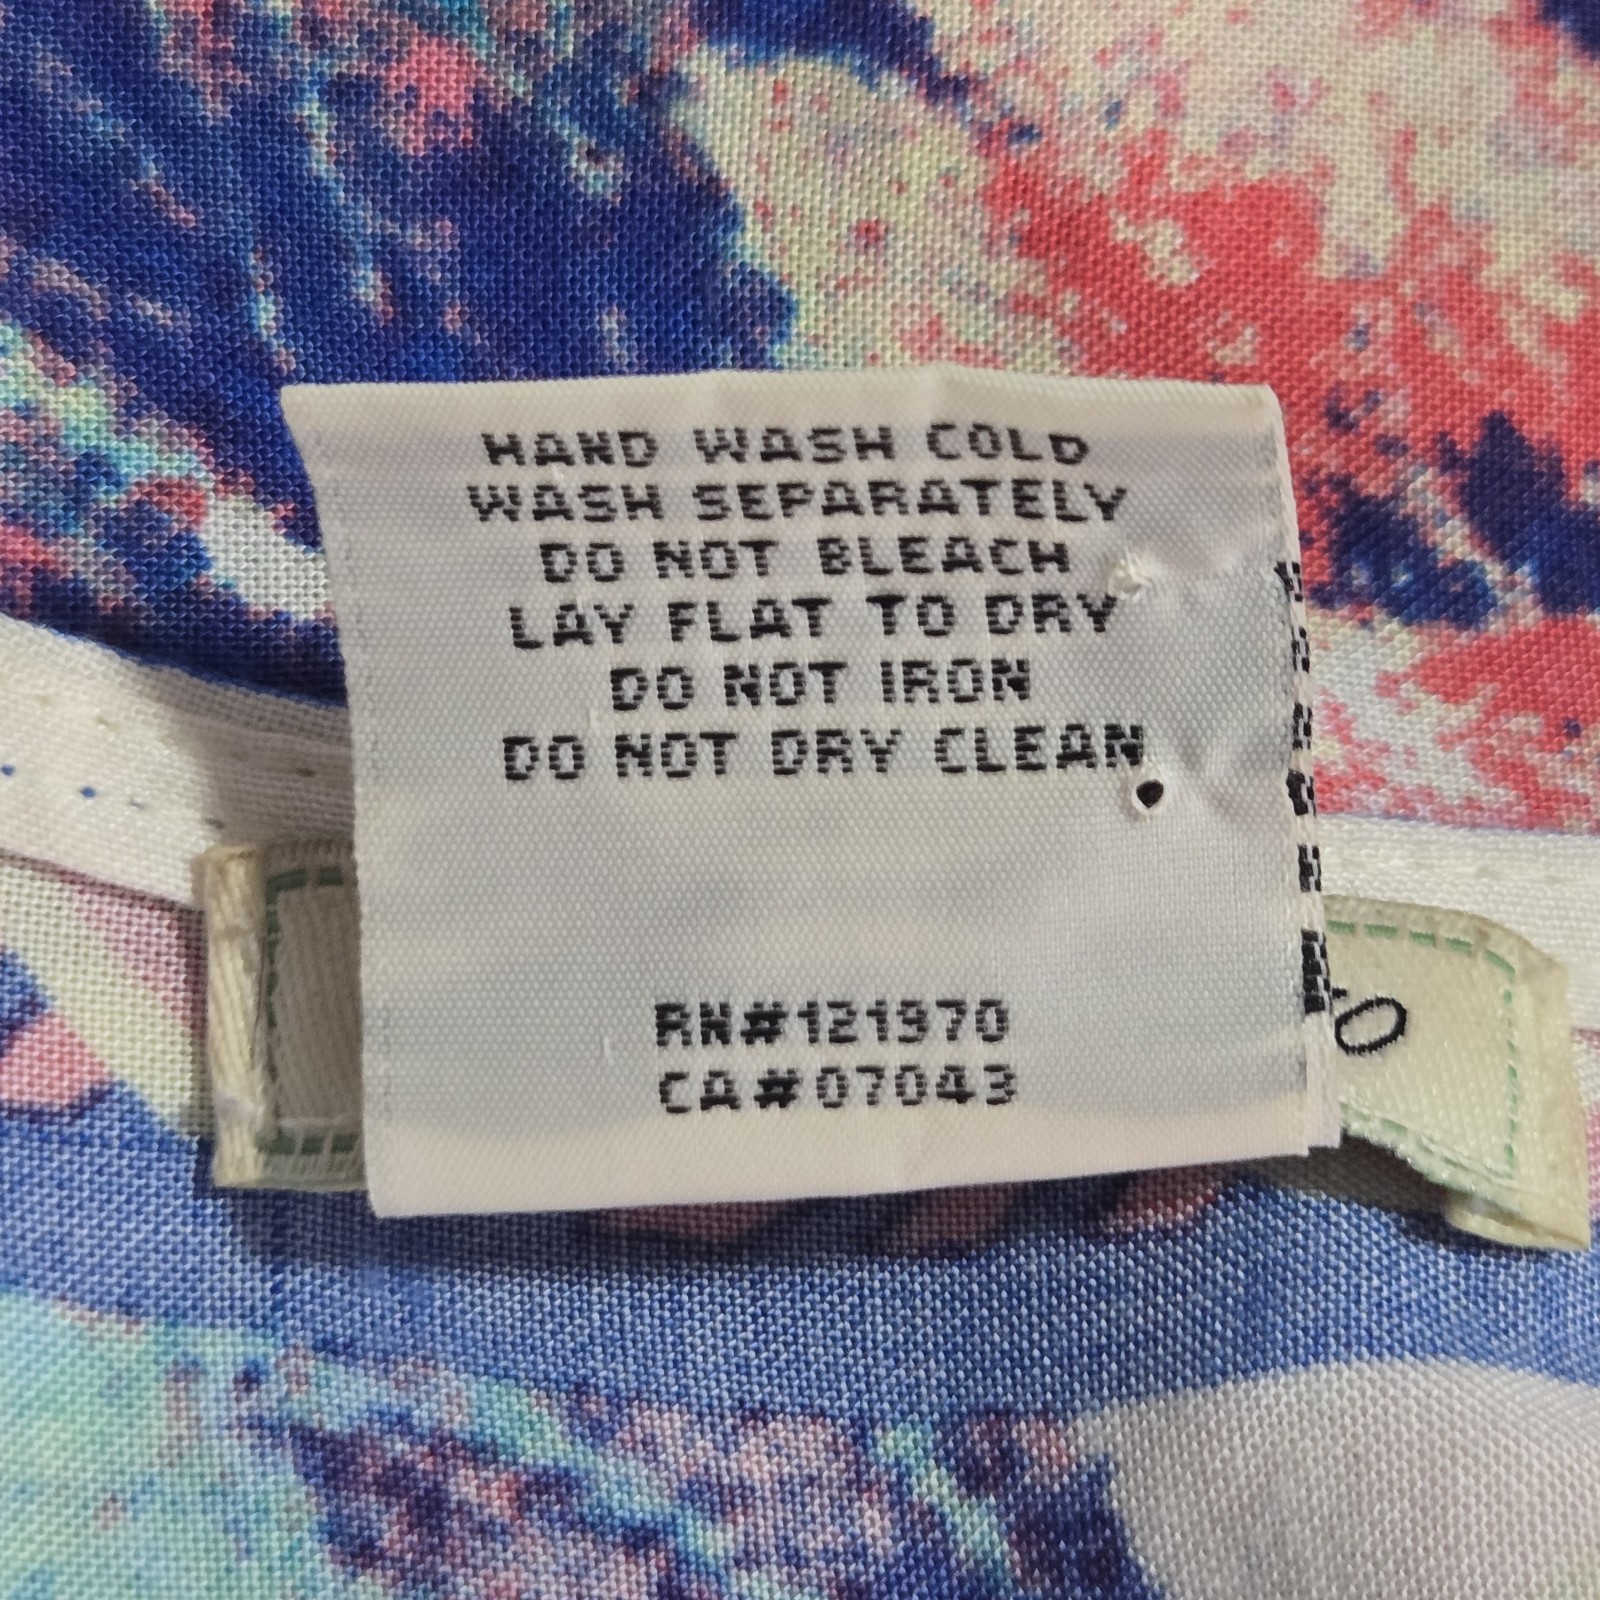 HAND WASH COLD
WASH SEPARATELY
DO NOT BLEACH
LAY FLAT TO DRY
DO NOT IRON
DO NOT DRY CLEAN
RN#121970
CA#07043